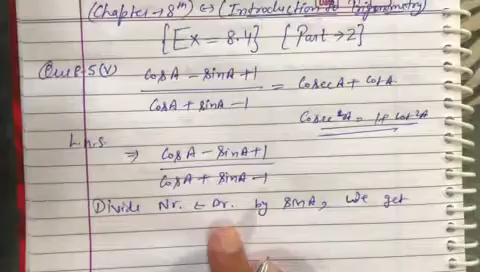 (Chapter → 8th) ⇔ (Introduction to Trigonometry)
[Ex = 8.4] [Part → 2]
Que → 5 (V) (cosA − sinA + 1) / (cosA + sinA − 1) = cosecA + cotA.
cosec²A = 1 + cot²A
L.h.s.
⇒ (cosA − sinA + 1) / (cosA + sinA − 1)
Divide Nr. & Dr. by sinA, we get